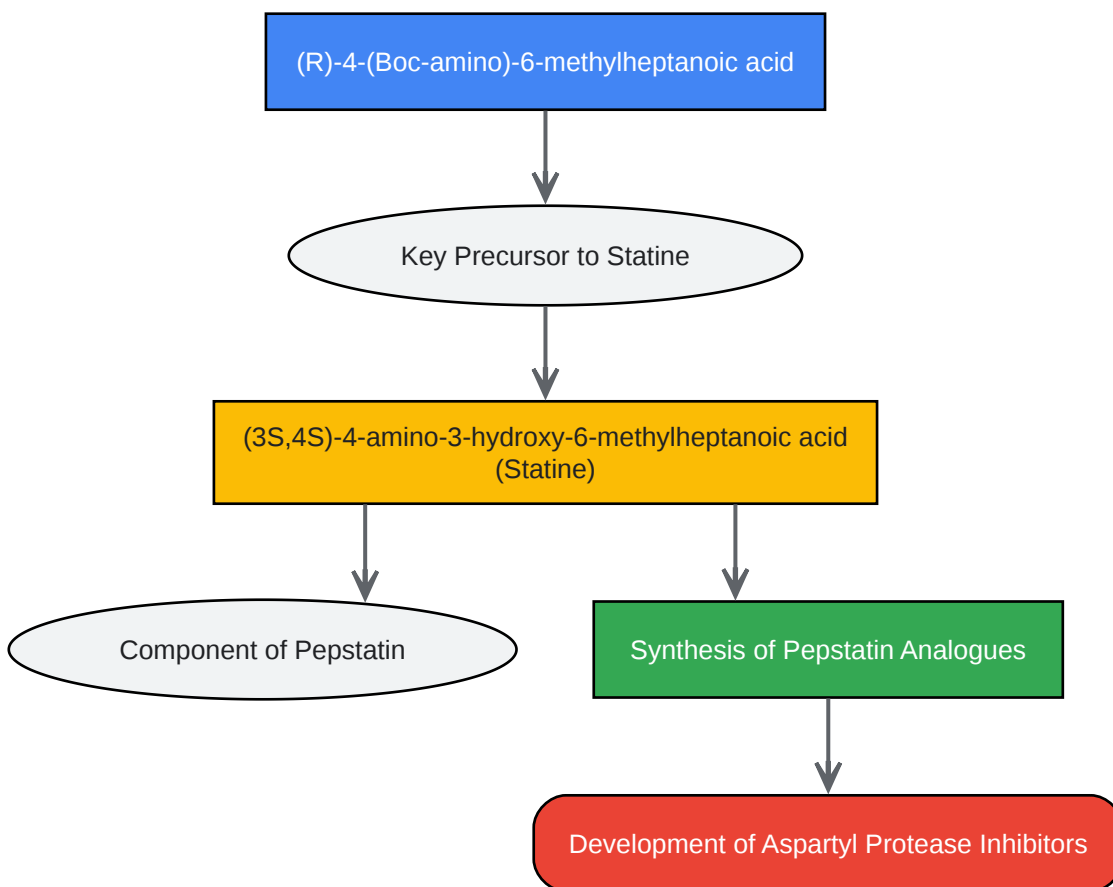 (R)-4-(Boc-amino)-6-methylheptanoic acid
Key Precursor to Statine
(3S,4S)-4-amino-3-hydroxy-6-methylheptanoic acid
(Statine)
Component of Pepstatin
Synthesis of Pepstatin Analogues
Development of Aspartyl Protease Inhibitors